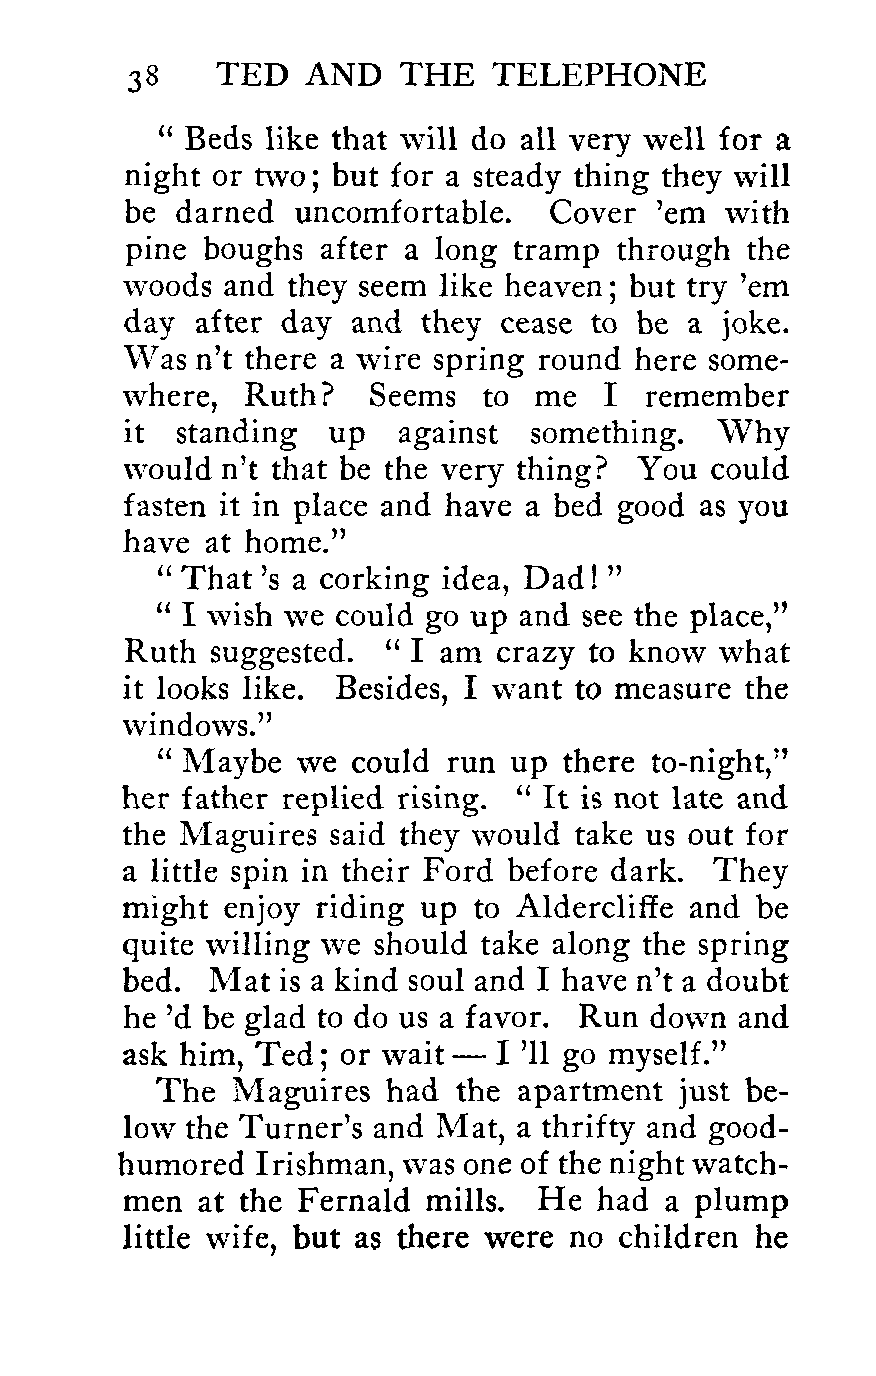 38 TED AND THE TELEPHONE
“ Beds like that will do all very well for a
night or two; but for a steady thing they will
be darned uncomfortable. Cover ’em with
pine boughs after a long tramp through the
woods and they seem like heaven; but try ’em
day after day and they cease to be a joke.
Was n’t there a wire spring round here some-
where, Ruth? Seems to me I remember
it standing up against something. Why
would n’t that be the very thing? You could
fasten it in place and have a bed good as you
have at home.”
“ That ’s a corking idea, Dad! ”
“ I wish we could go up and see the place,”
Ruth suggested. “ I am crazy to know what
it looks like. Besides, I want to measure the
windows.”
“ Maybe we could run up there to-night,”
her father replied rising. “ It is not late and
the Maguires said they would take us out for
a little spin in their Ford before dark. They
might enjoy riding up to Aldercliffe and be
quite willing we should take along the spring
bed. Mat is a kind soul and I have n’t a doubt
he ’d be glad to do us a favor. Run down and
ask him, Ted; or wait — I ’ll go myself.”
The Maguires had the apartment just be-
low the Turner’s and Mat, a thrifty and good-
humored Irishman, was one of the night watch-
men at the Fernald mills. He had a plump
little wife, but as there were no children he